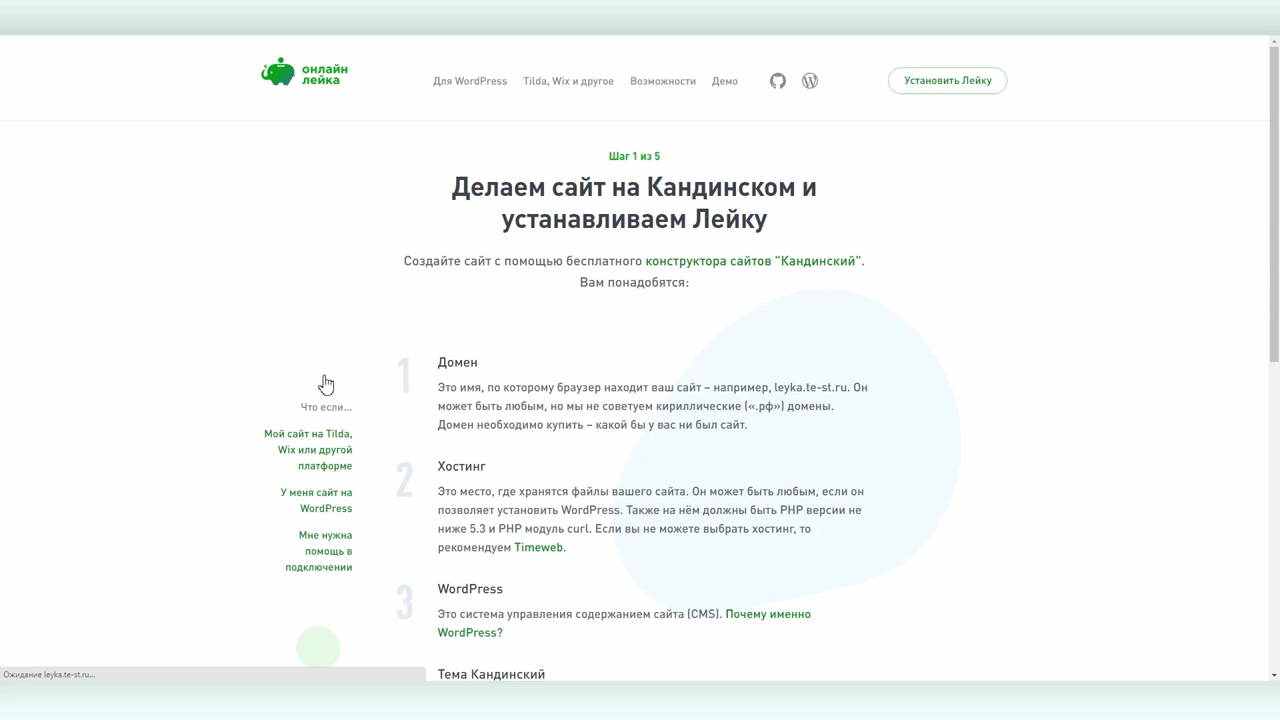 онлайн
лейка
Для WordPress
Tilda, Wix и другое
Возможности
Демо
Установить Лейку
Шаг 1 из 5
Делаем сайт на Кандинском и
устанавливаем Лейку
Создайте сайт с помощью бесплатного конструктора сайтов "Кандинский".
Вам понадобятся:
Что если...
Мой сайт на Tilda,
Wix или другой
платформе
У меня сайт на
WordPress
Мне нужна
помощь в
подключении
1
Домен
Это имя, по которому браузер находит ваш сайт – например, leyka.te-st.ru. Он
может быть любым, но мы не советуем кириллические («.рф») домены.
Домен необходимо купить – какой бы у вас ни был сайт.
2
Хостинг
Это место, где хранятся файлы вашего сайта. Он может быть любым, если он
позволяет установить WordPress. Также на нём должны быть PHP версии не
ниже 5.3 и PHP модуль curl. Если вы не можете выбрать хостинг, то
рекомендуем Timeweb.
3
WordPress
Это система управления содержанием сайта (CMS). Почему именно
WordPress?
Тема Кандинский
Ожидание leyka.te-st.ru...